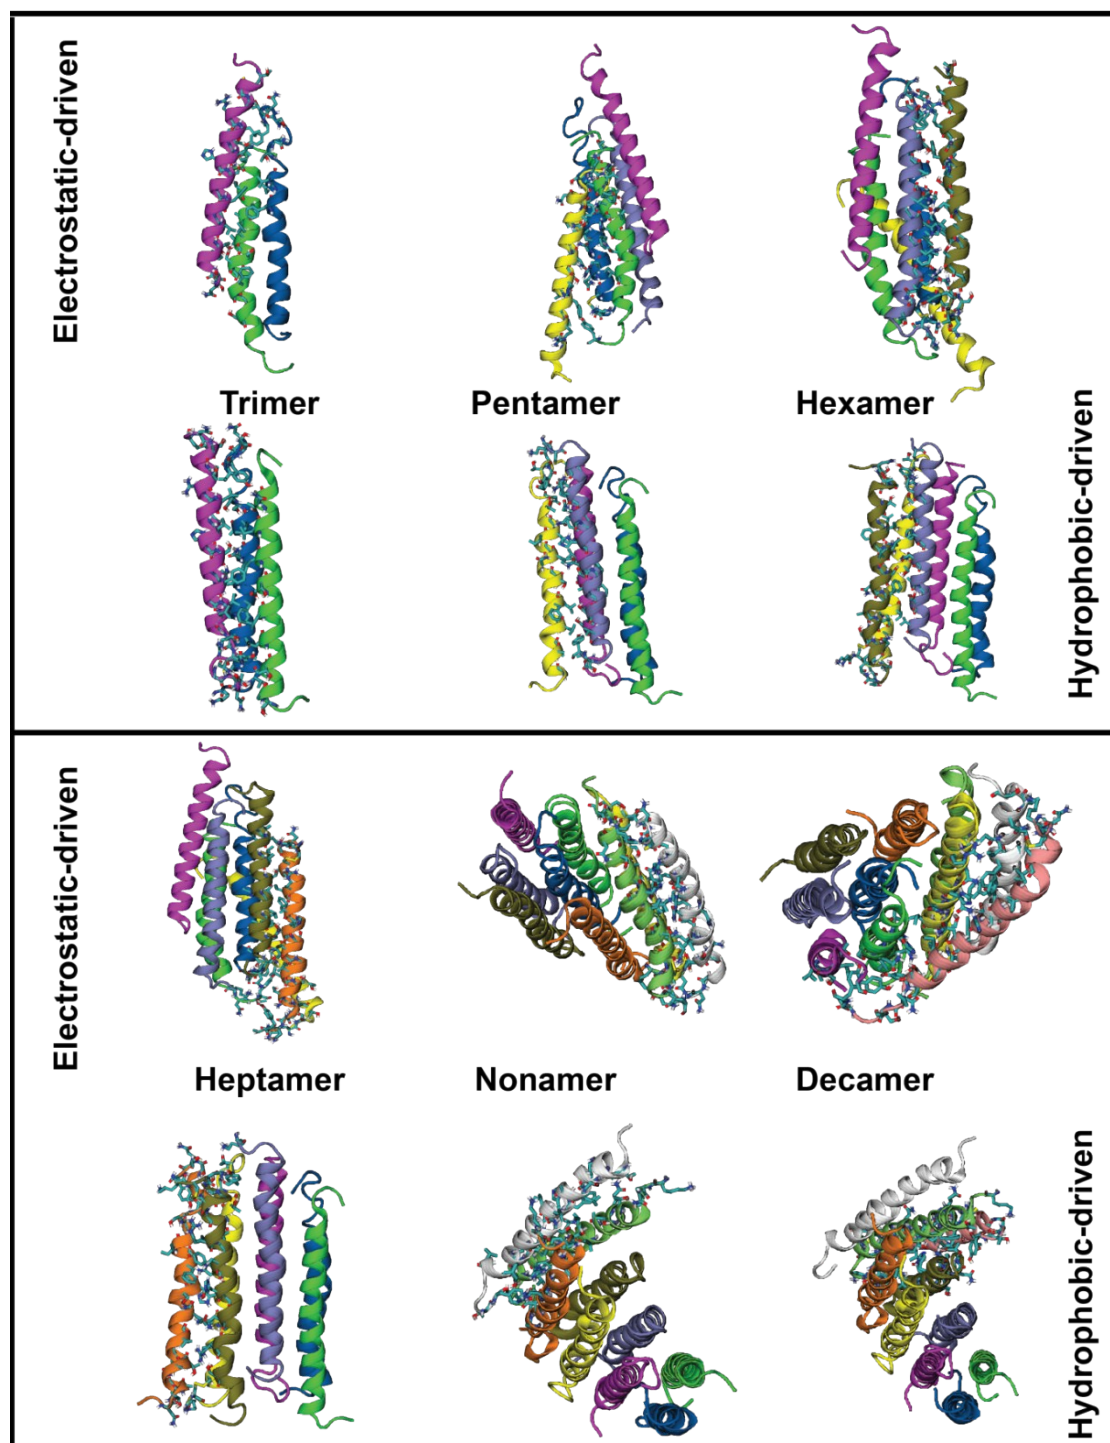 Electrostatic-driven
Trimer
Pentamer
Hexamer
Hydrophobic-driven
Electrostatic-driven
Heptamer
Nonamer
Decamer
Hydrophobic-driven